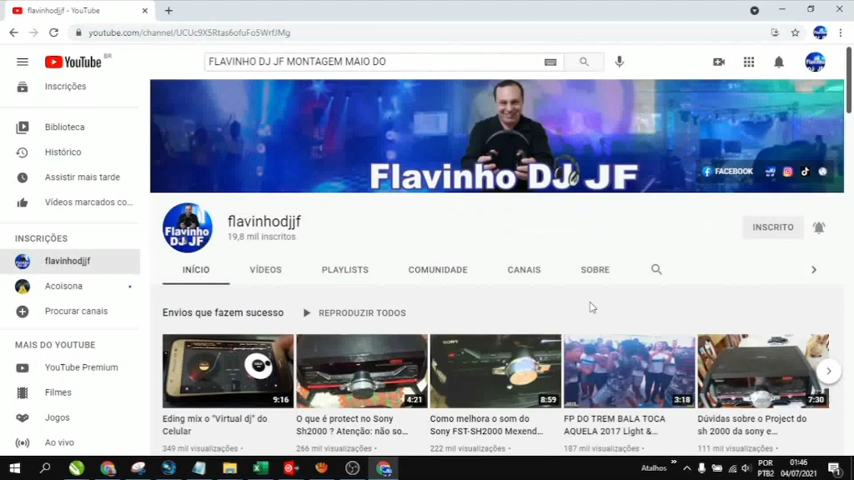 flavinhodjjf - YouTube
youtube.com/channel/UCUc9X5Rtas6ofuFo5WrfJMg
YouTube BR
FLAVINHO DJ JF MONTAGEM MAIO DO
Inscrições
Biblioteca
Histórico
Assistir mais tarde
Vídeos marcados co...
INSCRIÇÕES
flavinhodjjf
Acoisona
Procurar canais
MAIS DO YOUTUBE
YouTube Premium
Filmes
Jogos
Ao vivo
Flavinho DJ JF
FACEBOOK
Flavinho
DJ JF
flavinhodjjf
19,8 mil inscritos
INSCRITO
INÍCIO VÍDEOS PLAYLISTS COMUNIDADE CANAIS SOBRE
Envios que fazem sucesso
REPRODUZIR TODOS
9:16
Eding mix o "Virtual dj" do
Celular
349 mil visualizações •
4:21
O que é protect no Sony
Sh2000 ? Atenção: não so...
266 mil visualizações •
SONY
8:59
Como melhora o som do
Sony FST-SH2000 Mexend...
222 mil visualizações •
3:18
FP DO TREM BALA TOCA
AQUELA 2017 Light &...
187 mil visualizações •
7:30
Dúvidas sobre o Project do
sh 2000 da sony e...
111 mil visualizações •
Atalhos
POR
PTB2
01:46
04/07/2021